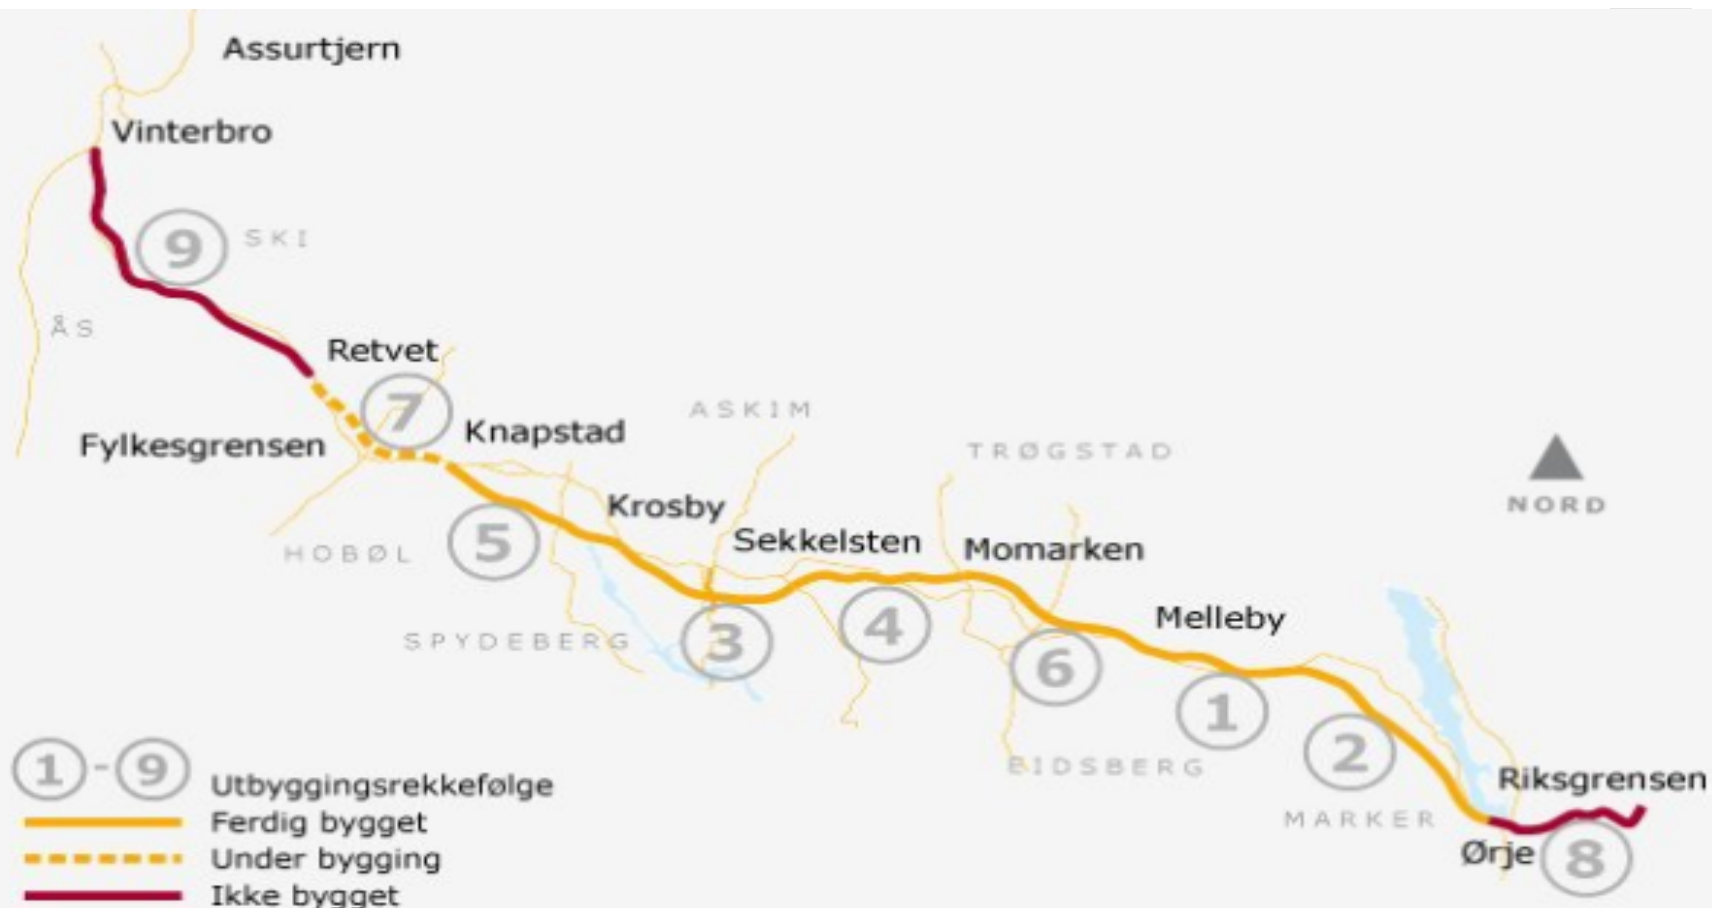 Assurtjern
Vinterbro
9
SKI
ÅS
Retvet
7
ASKIM
Knapstad
Fylkesgrensen
TRØGSTAD
NORD
Krosby
5
HOBØL
Sekkelsten
Momarken
SPYDEBERG
3
4
6
Melleby
1
2
EIDSBERG
MARKER
Riksgrensen
Ørje
8
1 - 9 Utbyggingsrekkefølge
Ferdig bygget
Under bygging
Ikke bygget